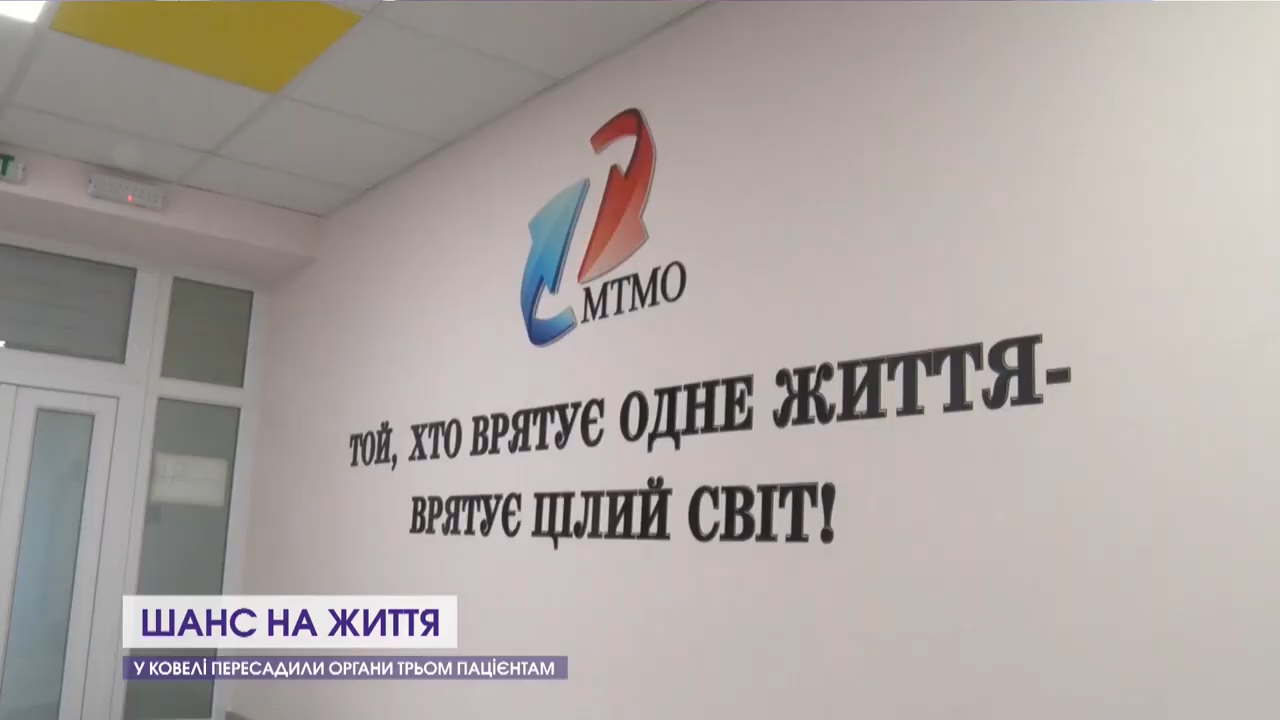 МТМО
ТОЙ, ХТО ВРЯТУЄ ОДНЕ ЖИТТЯ-
ВРЯТУЄ ЦІЛИЙ СВІТ!
ШАНС НА ЖИТТЯ
У КОВЕЛІ ПЕРЕСАДИЛИ ОРГАНИ ТРЬОМ ПАЦІЄНТАМ